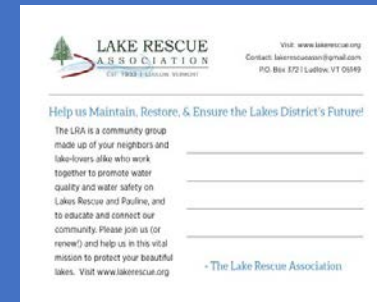 LAKE RESCUE
ASSOCIATION
EST. 1933 | LUDLOW, VERMONT
Visit: www.lakerescue.org
Contact: lakerescueassn@gmail.com
P.O. Box 372 | Ludlow, VT 05149
Help us Maintain, Restore, & Ensure the Lakes District's Future!
The LRA is a community group
made up of your neighbors and
lake-lovers alike who work
together to promote water
quality and water safety on
Lakes Rescue and Pauline, and
to educate and connect our
community. Please join us (or
renew!) and help us in this vital
mission to protect your beautiful
lakes. Visit www.lakerescue.org
- The Lake Rescue Association